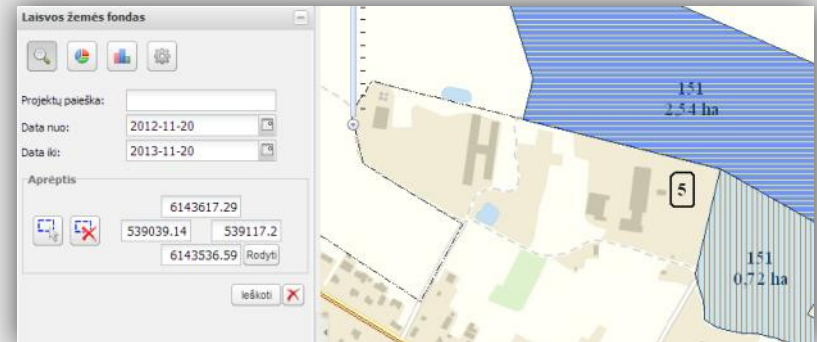 Laisvos žemės fondas
Projektų paieška:
Data nuo: 2012-11-20
Data iki: 2013-11-20
Aprėptis
6143617.29
539039.14 539117.2
6143536.59 Rodyti
Ieškoti
151
2,54 ha
5
151
0,72 ha